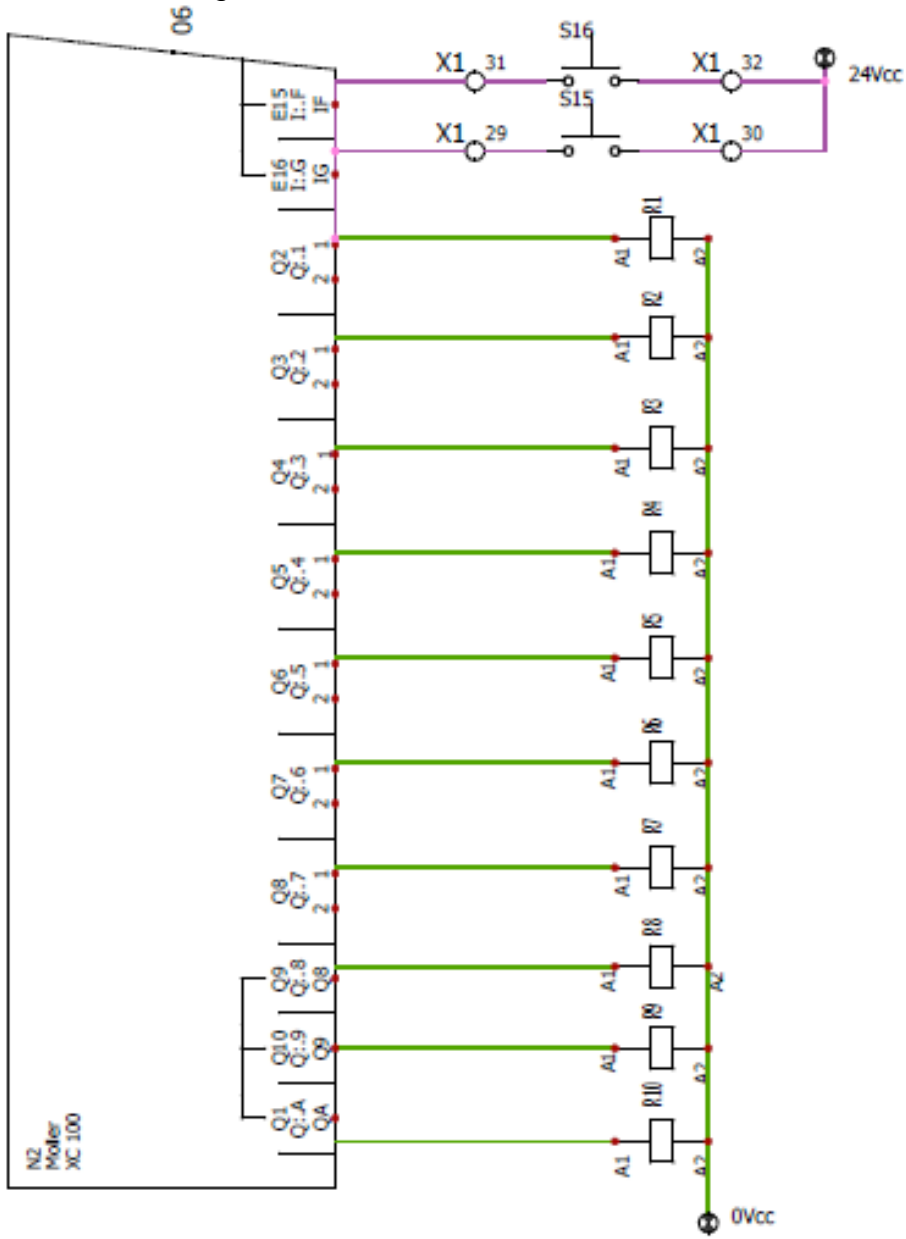 06
S16
X1 31
X1 32
24Vcc
E15
I:.F
IF
S15
X1 29
X1 30
E16
I:.G
IG
R1
A1
A2
Q2
Q:.1
1
2
R2
A1
A2
Q3
Q:.2
1
2
R3
A1
A2
Q4
Q:.3
1
2
R4
A1
A2
Q5
Q:.4
1
2
R5
A1
A2
Q6
Q:.5
1
2
R6
A1
A2
Q7
Q:.6
1
2
R7
A1
A2
Q8
Q:.7
1
2
R8
A1
A2
Q9
Q:.8
Q8
R9
A1
A2
Q10
Q:.9
Q9
R10
A1
A2
Q1
Q:.A
QA
N2
Moller
XC 100
0Vcc